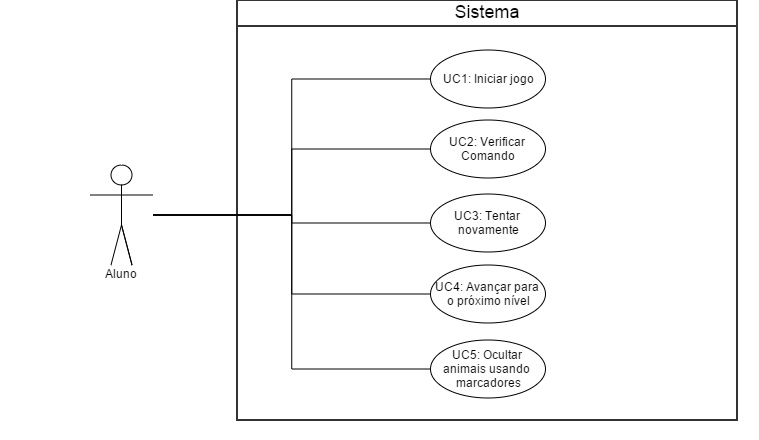 Sistema
UC1: Iniciar jogo
UC2: Verificar
Comando
UC3: Tentar
novamente
Aluno
UC4: Avançar para
o próximo nível
UC5: Ocultar
animais usando
marcadores